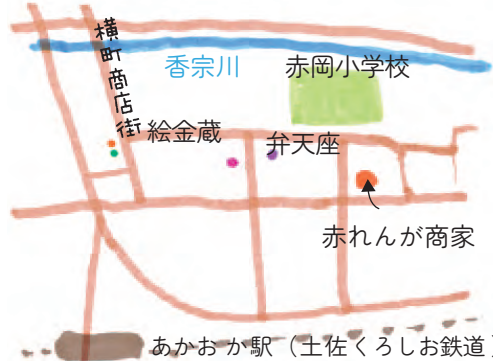 横町商店街
香宗川
赤岡小学校
絵金蔵
弁天座
赤れんが商家
あかおか駅（土佐くろしお鉄道）